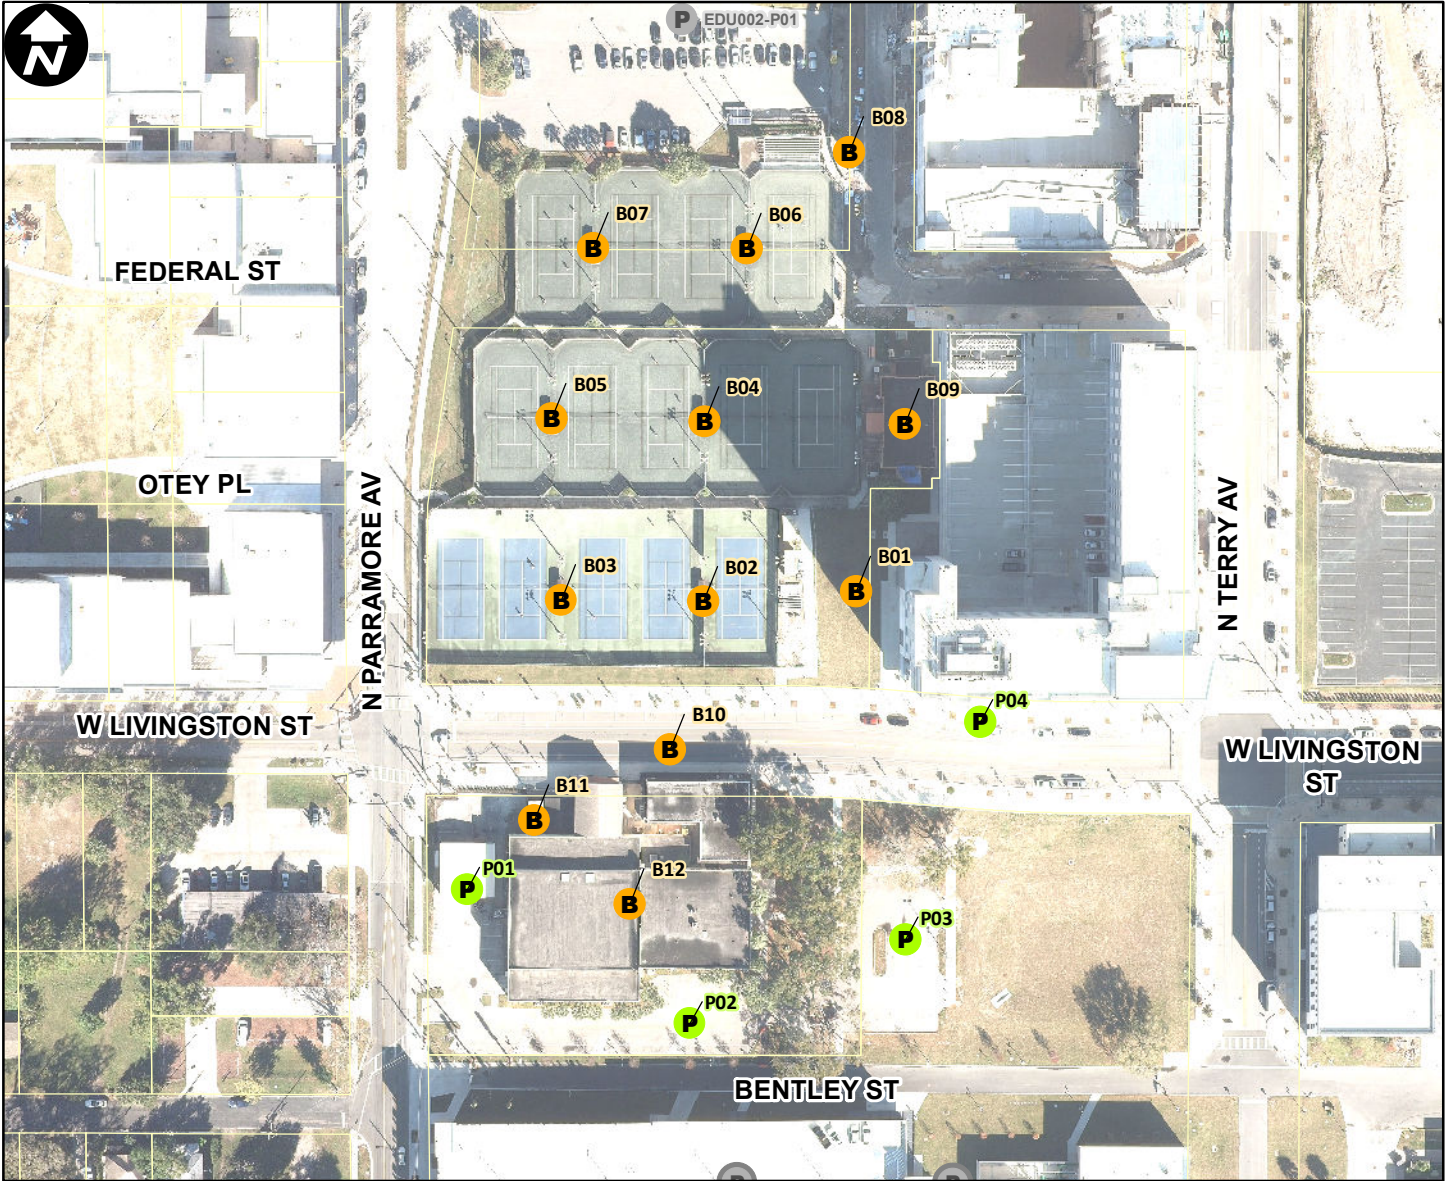 P EDU002-P01
N
B08
B
B07
B
B06
B
FEDERAL ST
B05
B
B04
B
B09
B
OTEY PL
N PARRAMORE AV
N TERRY AV
B03
B
B02
B
B01
B
P04
P
B10
B
W LIVINGSTON ST
W LIVINGSTON
ST
B11
B
P01
P
B12
B
P03
P
P02
P
BENTLEY ST